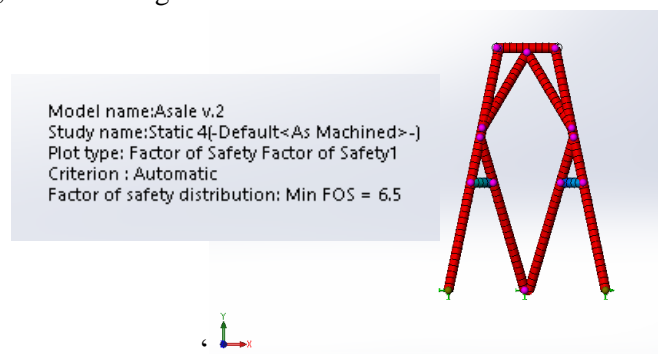 Model name:Asale v.2
Study name:Static 4(-Default<As Machined>-)
Plot type: Factor of Safety Factor of Safety1
Criterion : Automatic
Factor of safety distribution: Min FOS = 6.5
Y
X